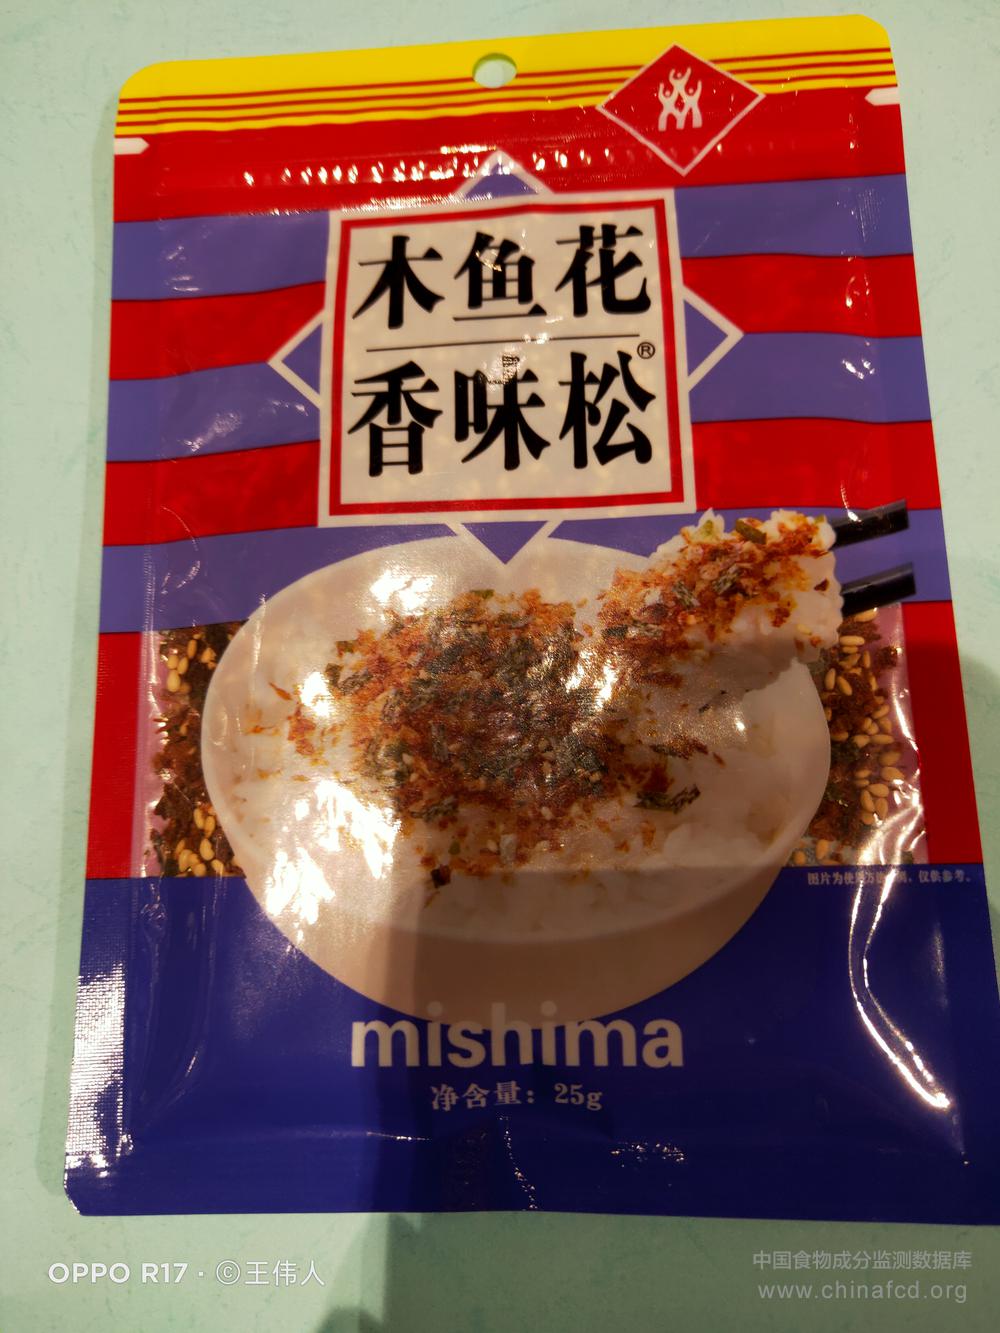 木鱼花
香味松®
图片为使用方法示例，仅供参考。
mishima
净含量：25g
OPPO R17 · ©王伟人
中国食物成分监测数据库
www.chinafcd.org